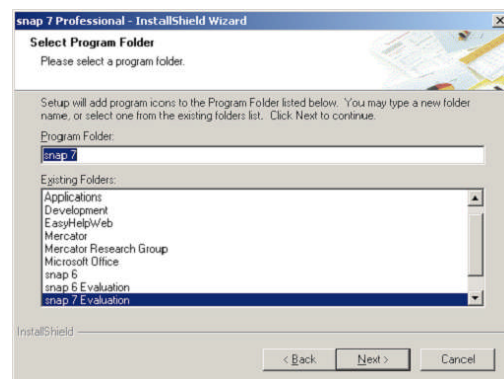 snap 7 Professional - InstallShield Wizard
Select Program Folder
Please select a program folder.
Setup will add program icons to the Program Folder listed below. You may type a new folder
name, or select one from the existing folders list. Click Next to continue.
Program Folder:
snap 7
Existing Folders:
Applications
Development
EasyHelpWeb
Mercator
Mercator Research Group
Microsoft Office
snap 6
snap 6 Evaluation
snap 7 Evaluation
InstallShield
< Back
Next >
Cancel